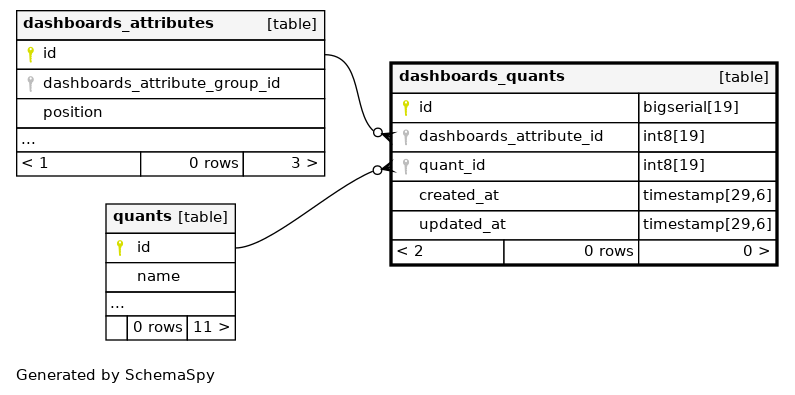 dashboards_attributes [table]
id
dashboards_attribute_group_id
position
...
< 1 0 rows 3 >
dashboards_quants [table]
id bigserial[19]
dashboards_attribute_id int8[19]
quant_id int8[19]
created_at timestamp[29,6]
updated_at timestamp[29,6]
< 2 0 rows 0 >
quants [table]
id
name
...
0 rows 11 >
Generated by SchemaSpy